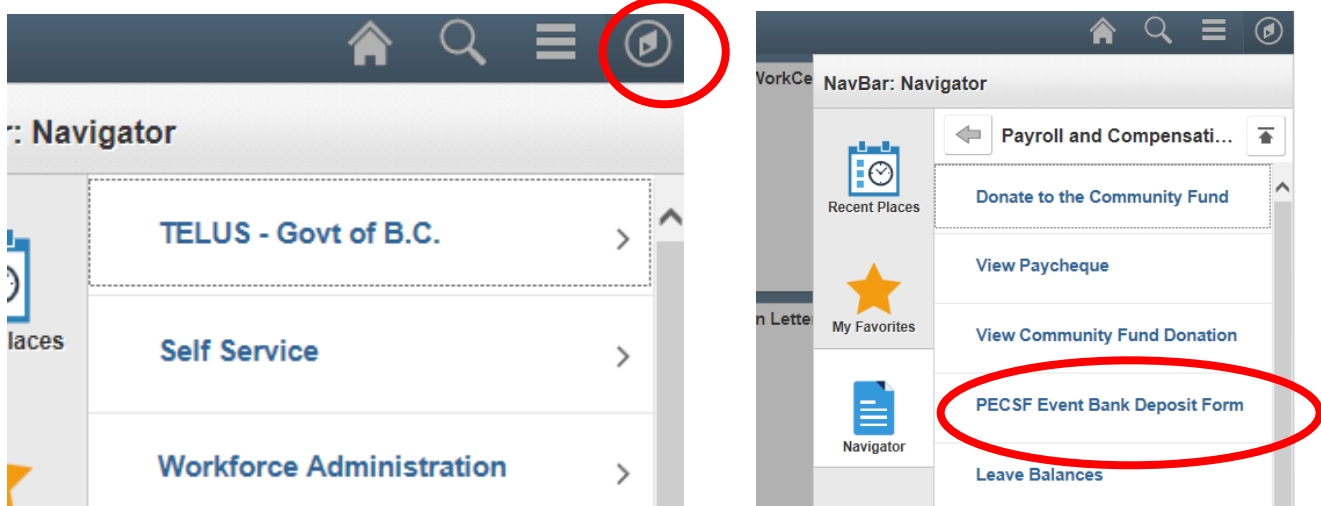 r: Navigator
TELUS - Govt of B.C.
Self Service
laces
Workforce Administration
WorkCe
NavBar: Navigator
Payroll and Compensati...
Donate to the Community Fund
Recent Places
View Paycheque
n Letter
My Favorites
View Community Fund Donation
PECSF Event Bank Deposit Form
Navigator
Leave Balances